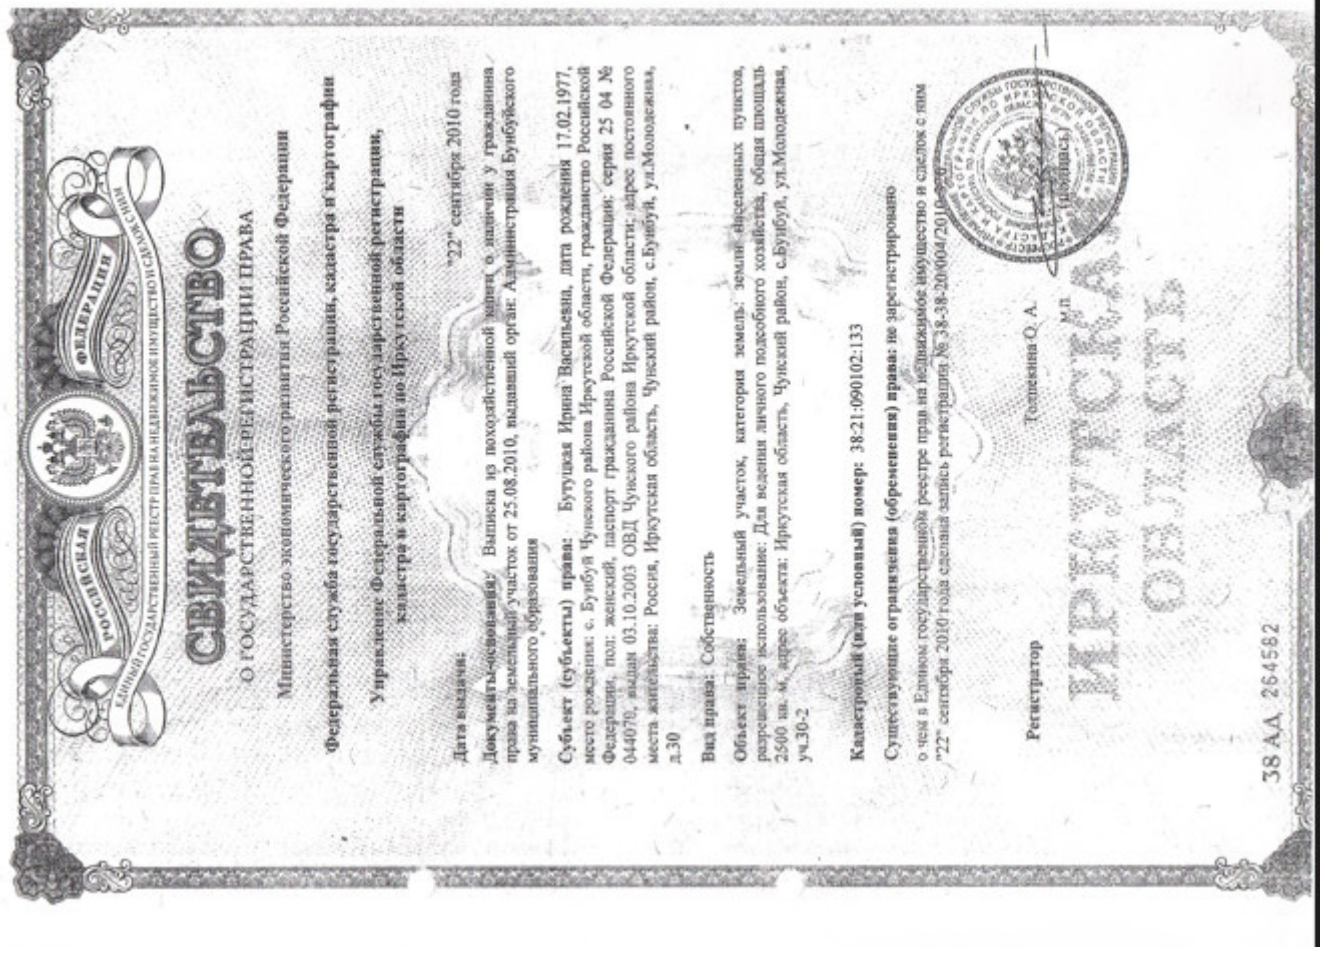 РОССИЙСКАЯ ФЕДЕРАЦИЯ
ЕДИНЫЙ ГОСУДАРСТВЕННЫЙ РЕЕСТР ПРАВ НА НЕДВИЖИМОЕ ИМУЩЕСТВО И СДЕЛОК С НИМ
СВИДЕТЕЛЬСТВО
О ГОСУДАРСТВЕННОЙ РЕГИСТРАЦИИ ПРАВА
Министерство экономического развития Российской Федерации
Федеральная служба государственной регистрации, кадастра и картографии
Управление Федеральной службы государственной регистрации,
кадастра и картографии по Иркутской области
Дата выдачи: "22" сентября 2010 года
Документы-основания: Выписка из похозяйственной книги о наличии у гражданина
права на земельный участок от 25.08.2010, выдавший орган: Администрация Бунбуйского
муниципального образования
Субъект (субъекты) права: Бутуцкая Ирина Васильевна, дата рождения 17.02.1977,
место рождения: с. Бунбуй Чунского района Иркутской области, гражданство Российской
Федерации, пол: женский, паспорт гражданина Российской Федерации: серия 25 04 №
044070, выдан 03.10.2003 ОВД Чунского района Иркутской области; адрес постоянного
места жительства: Россия, Иркутская область, Чунский район, с.Бунбуй, ул.Молодежная,
д.30
Вид права: Собственность
Объект права: Земельный участок, категория земель: земли населенных пунктов,
разрешенное использование: Для ведения личного подсобного хозяйства, общая площадь
2500 кв. м, адрес объекта: Иркутская область, Чунский район, с.Бунбуй, ул.Молодежная,
уч.30-2
Кадастровый (или условный) номер: 38:21:090102:133
Существующие ограничения (обременения) права: не зарегистрировано
о чем в Едином государственном реестре прав на недвижимое имущество и сделок с ним
"22" сентября 2010 года сделана запись регистрации № 38-38-20/004/2010
Регистратор О. А.
м.п. (подпись)
ИРКУТСКАЯ
ОБЛАСТЬ
38 АА 264582